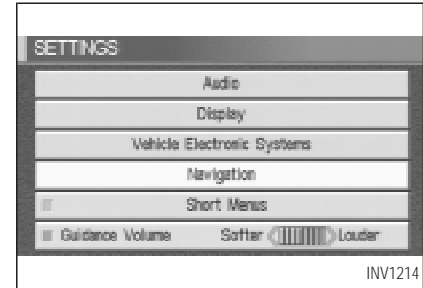 SETTINGS
Audio
Display
Vehicle Electronic Systems
Navigation
Short Menus
Guidance Volume Softer Louder
INV1214